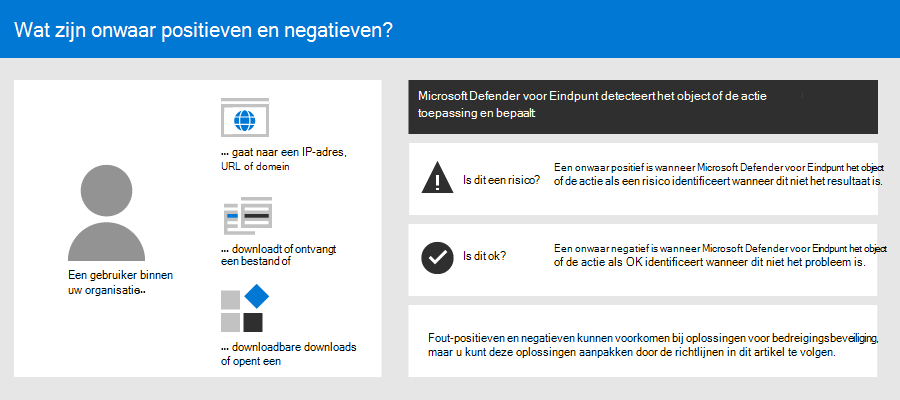 Wat zijn onwaar positieven en negatieven?
Een gebruiker binnen
uw organisatie...
... gaat naar een IP-adres,
URL of domein
... downloadt of ontvangt
een bestand of
... downloadbare downloads
of opent een
Microsoft Defender voor Eindpunt detecteert het object of de actie
toepassing en bepaalt
Is dit een risico?
Een onwaar positief is wanneer Microsoft Defender voor Eindpunt het object
of de actie als een risico identificeert wanneer dit niet het resultaat is.
Is dit ok?
Een onwaar negatief is wanneer Microsoft Defender voor Eindpunt het object
of de actie als OK identificeert wanneer dit niet het probleem is.
Fout-positieven en negatieven kunnen voorkomen bij oplossingen voor bedreigingsbeveiliging,
maar u kunt deze oplossingen aanpakken door de richtlijnen in dit artikel te volgen.